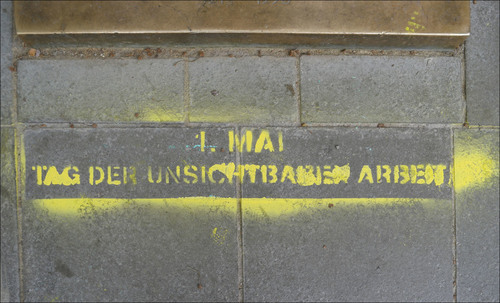 1. MAI
TAG DER UNSICHTBAREN ARBEIT